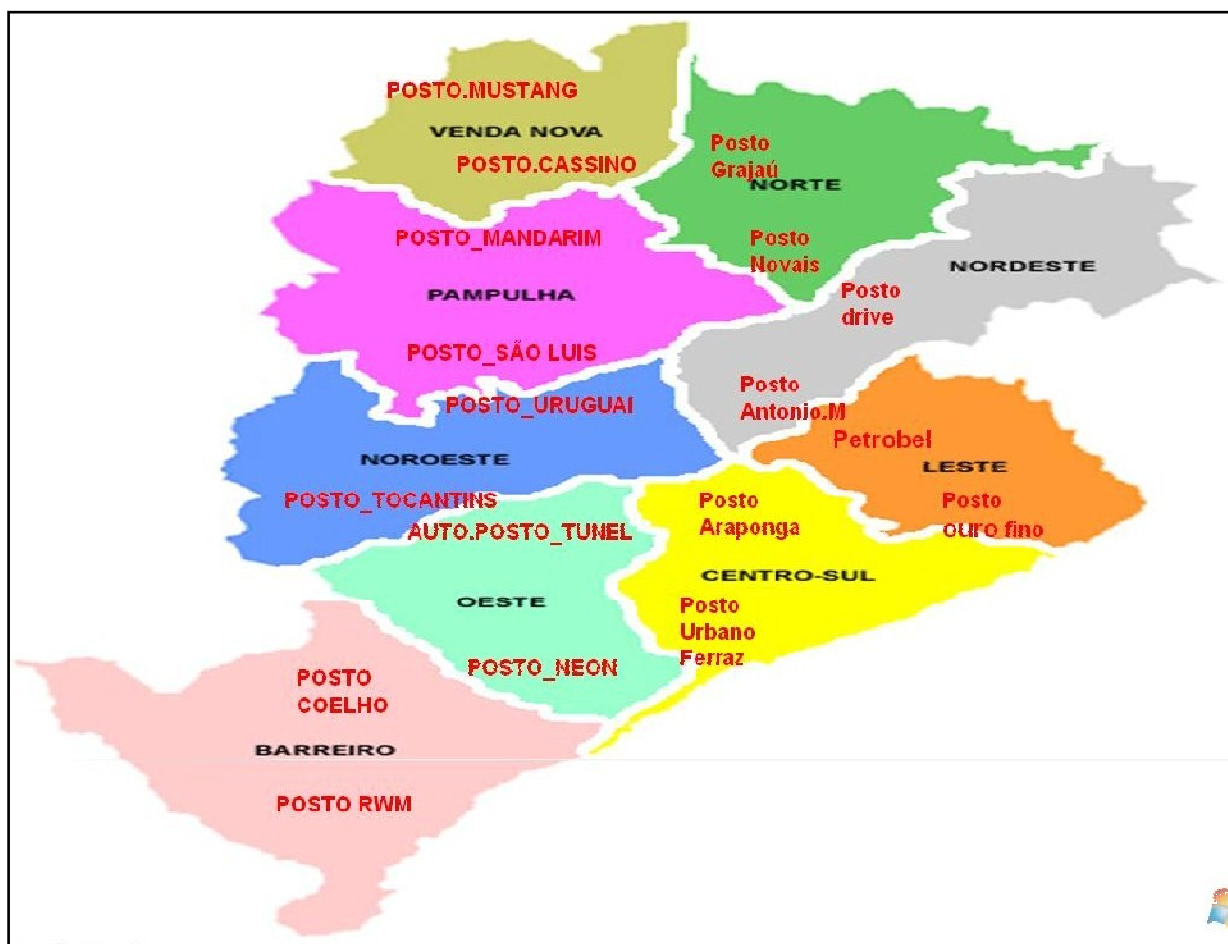 POSTO.MUSTANG
VENDA NOVA
POSTO.CASSINO
Posto
Grajaú
NORTE
POSTO_MANDARIM
Posto
Novais
PAMPULHA
NORDESTE
Posto
drive
POSTO_SÃO LUIS
Posto
Antonio.M
POSTO_URUGUAI
Petrobel
LESTE
NOROESTE
POSTO_TOCANTINS
Posto
Araponga
Posto
ouro fino
AUTO.POSTO_TUNEL
CENTRO-SUL
OESTE
Posto
Urbano
Ferraz
POSTO_NEON
POSTO
COELHO
BARREIRO
POSTO RWM